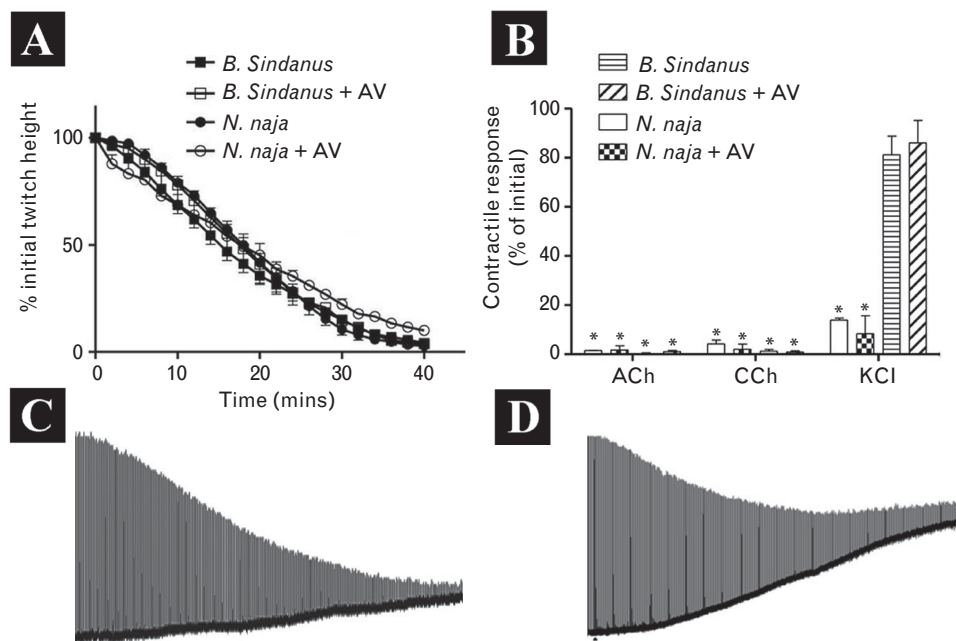 A
B. Sindanus
B. Sindanus + AV
N. naja
N. naja + AV
% initial twitch height
100
50
0
0 10 20 30 40
Time (mins)
B
B. Sindanus
B. Sindanus + AV
N. naja
N. naja + AV
Contractile response
(% of initial)
100
80
60
40
20
0
* * * *
* * * *
* *
ACh CCh KCl
C
D